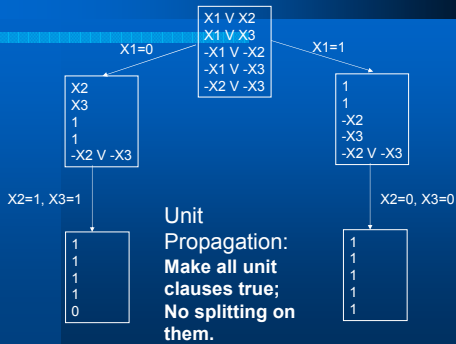 X1 V X2
X1 V X3
-X1 V -X2
-X1 V -X3
-X2 V -X3
X1=0
X1=1
X2
X3
1
1
-X2 V -X3
1
1
-X2
-X3
-X2 V -X3
X2=1, X3=1
X2=0, X3=0
1
1
1
1
0
Unit
Propagation:
Make all unit
clauses true;
No splitting on
them.
1
1
1
1
1